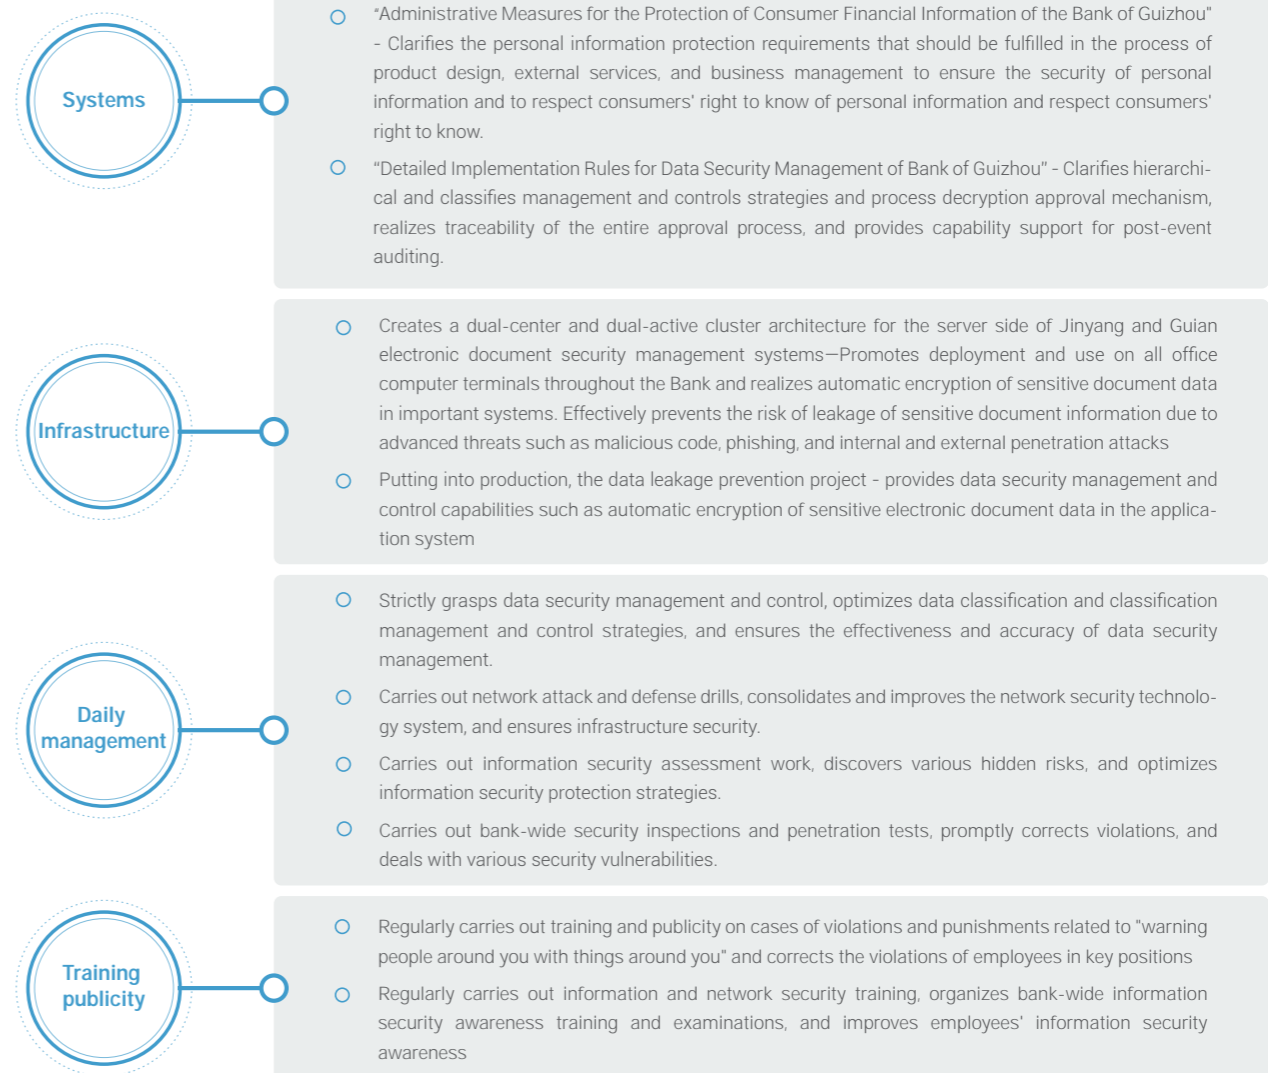 Systems
"Administrative Measures for the Protection of Consumer Financial Information of the Bank of Guizhou"
- Clarifies the personal information protection requirements that should be fulfilled in the process of
product design, external services, and business management to ensure the security of personal
information and to respect consumers' right to know of personal information and respect consumers'
right to know.
"Detailed Implementation Rules for Data Security Management of Bank of Guizhou" - Clarifies hierarchi-
cal and classifies management and controls strategies and process decryption approval mechanism,
realizes traceability of the entire approval process, and provides capability support for post-event
auditing.
Infrastructure
Creates a dual-center and dual-active cluster architecture for the server side of Jinyang and Guian
electronic document security management systems—Promotes deployment and use on all office
computer terminals throughout the Bank and realizes automatic encryption of sensitive document data
in important systems. Effectively prevents the risk of leakage of sensitive document information due to
advanced threats such as malicious code, phishing, and internal and external penetration attacks
Putting into production, the data leakage prevention project - provides data security management and
control capabilities such as automatic encryption of sensitive electronic document data in the applica-
tion system
Daily
management
Strictly grasps data security management and control, optimizes data classification and classification
management and control strategies, and ensures the effectiveness and accuracy of data security
management.
Carries out network attack and defense drills, consolidates and improves the network security technolo-
gy system, and ensures infrastructure security.
Carries out information security assessment work, discovers various hidden risks, and optimizes
information security protection strategies.
Carries out bank-wide security inspections and penetration tests, promptly corrects violations, and
deals with various security vulnerabilities.
Training
publicity
Regularly carries out training and publicity on cases of violations and punishments related to "warning
people around you with things around you" and corrects the violations of employees in key positions
Regularly carries out information and network security training, organizes bank-wide information
security awareness training and examinations, and improves employees' information security
awareness